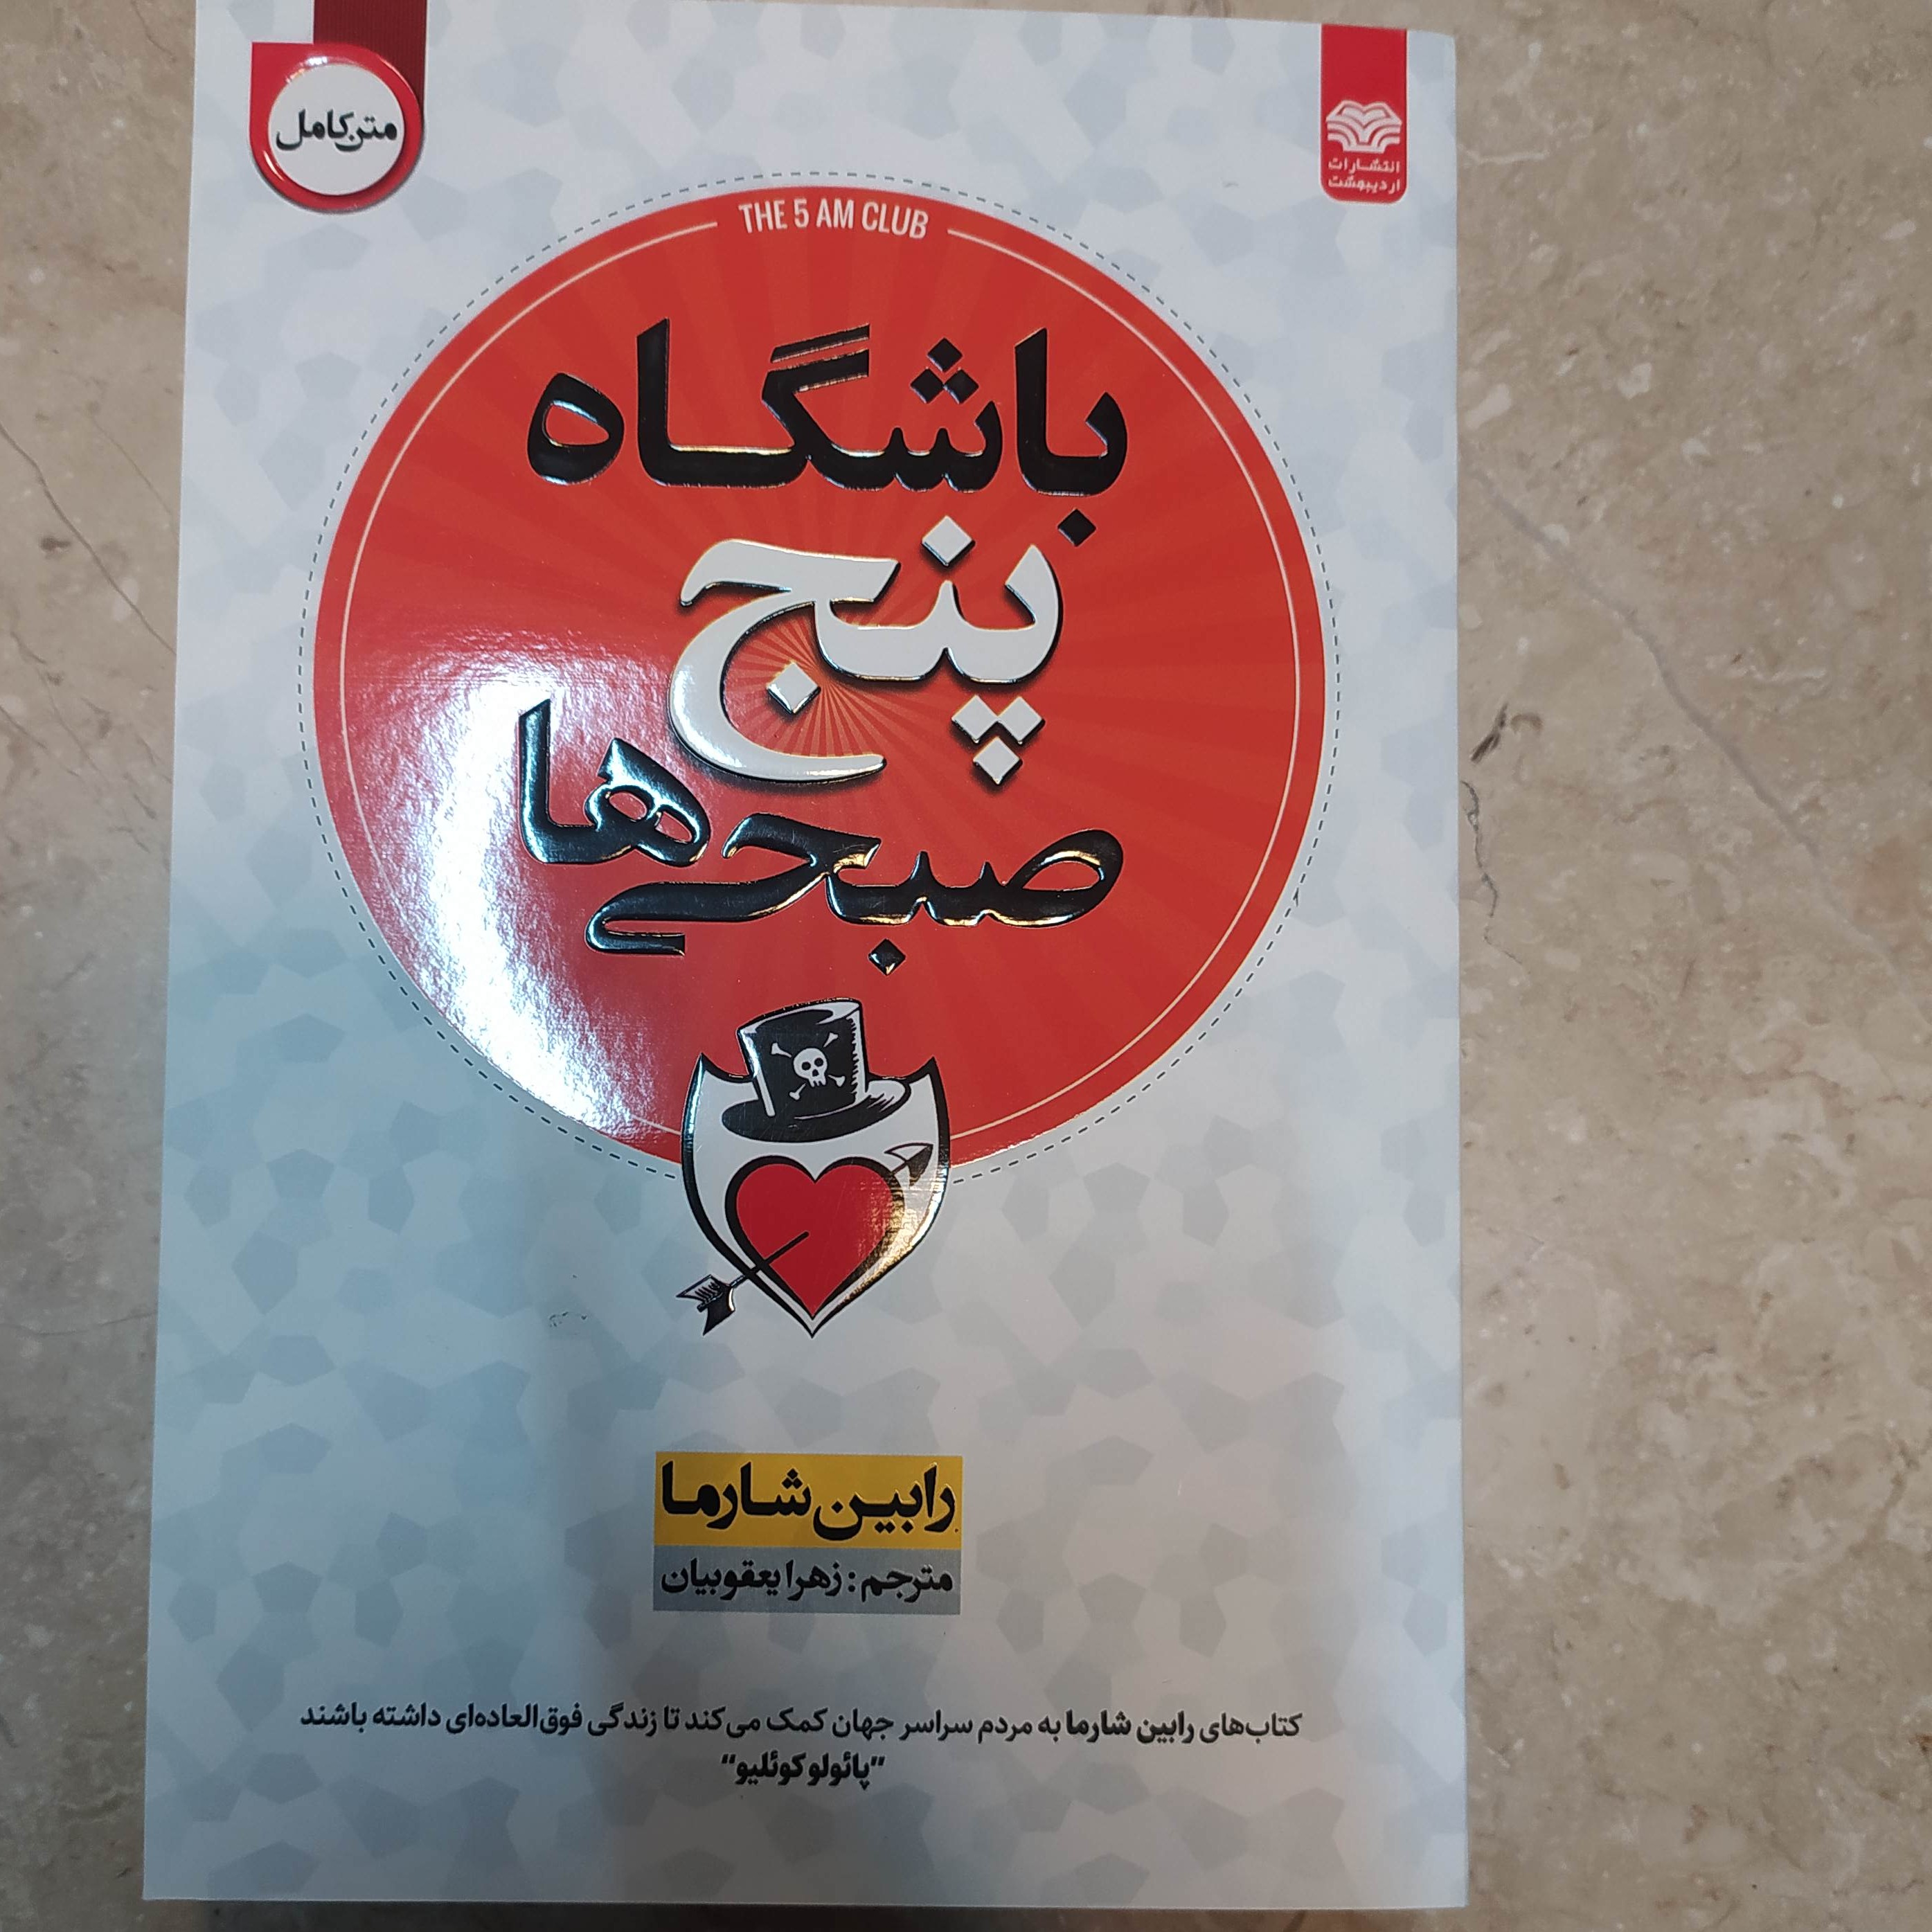 متن کامل
انتشارات
اردیبهشت
THE 5 AM CLUB
باشگاه
پنج
صبحی‌ها
رابین شارما
مترجم: زهرا یعقوبیان
کتاب‌های رابین شارما به مردم سراسر جهان کمک می‌کند تا زندگی فوق‌العاده‌ای داشته باشند
”پائولو کوئلیو“